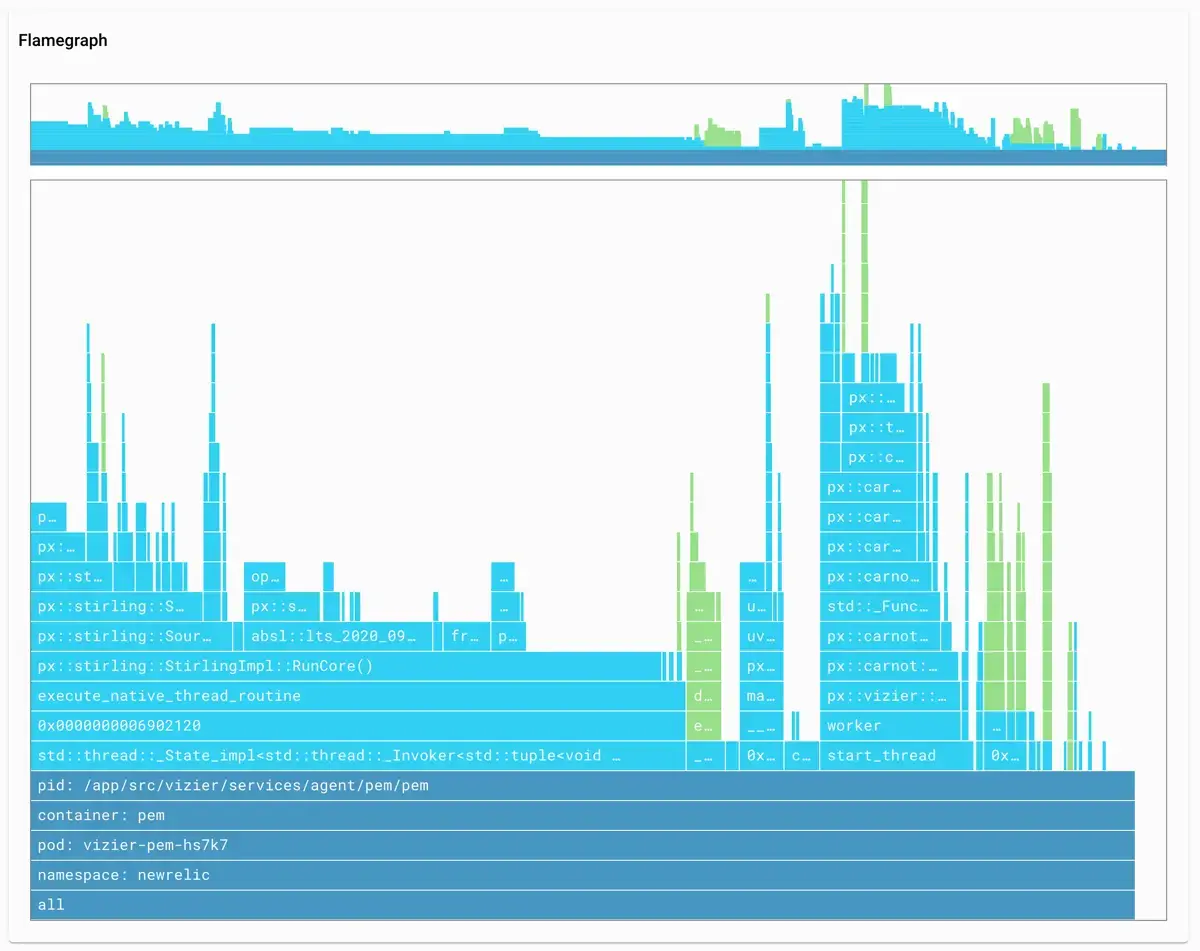 Flamegraph
px::…
px::t…
px::c…
px::car…
p… px::car…
px:… px::car…
px::st… op… … … px::carno…
px::stirling::S… px::s… … … u… std::_Func…
px::stirling::Sour… absl::lts_2020_09… fr… p… _… uv… px::carnot…
px::stirling::StirlingImpl::RunCore() _… px… px::carnot:…
execute_native_thread_routine d… ma… px::vizier::…
0x0000000006902120 e… __… worker …
std::thread::_State_impl<std::thread::_Invoker<std::tuple<void … _… 0x… c… start_thread 0x…
pid: /app/src/vizier/services/agent/pem/pem
container: pem
pod: vizier-pem-hs7k7
namespace: newrelic
all